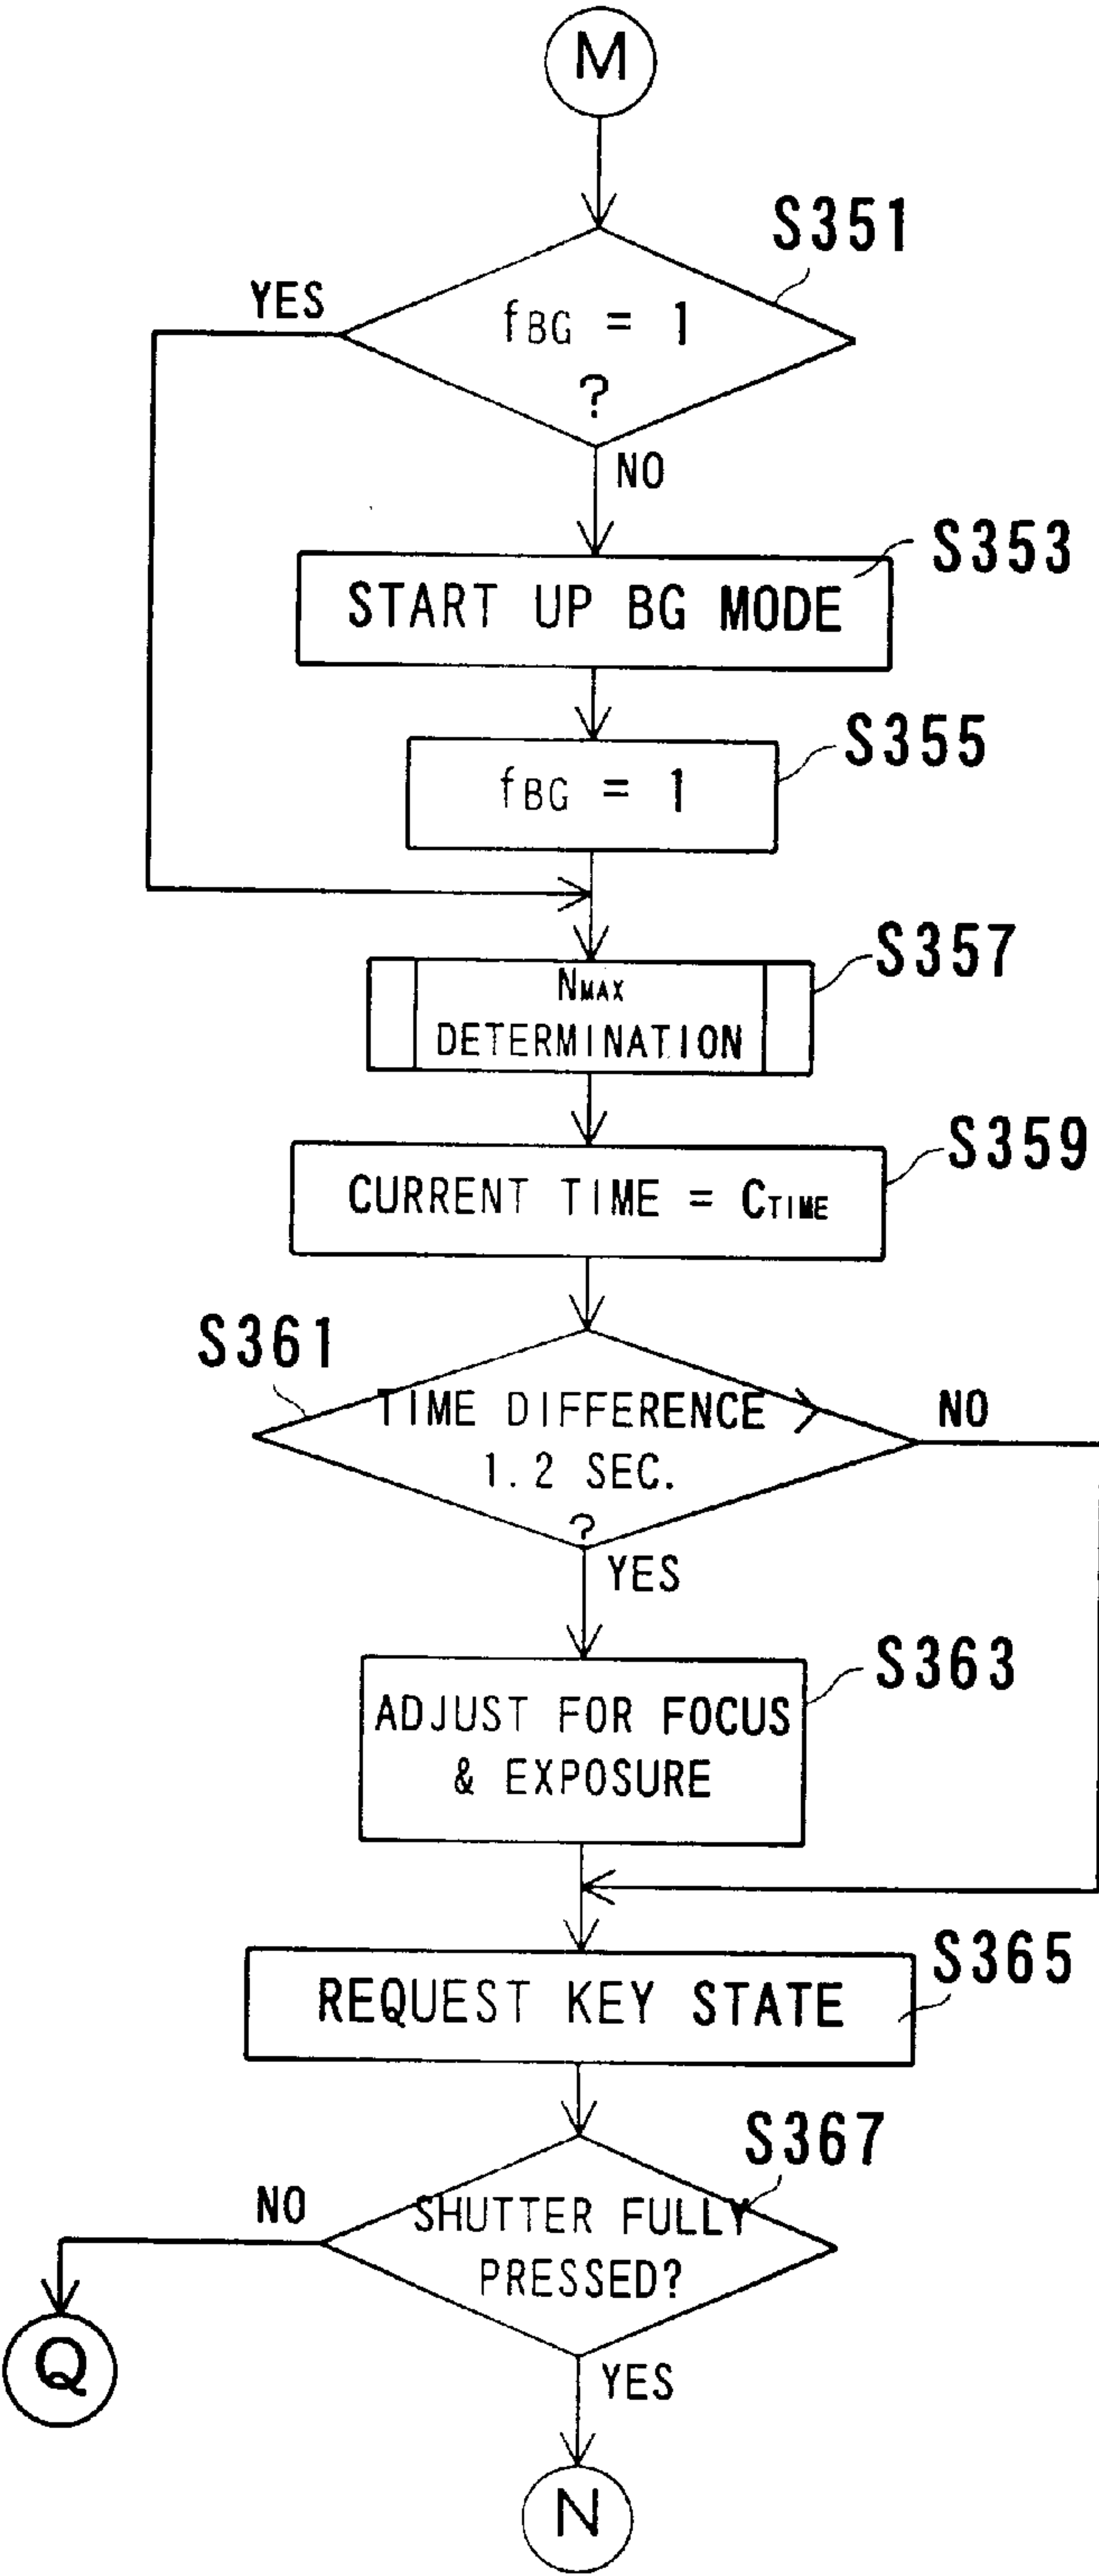 M
S351
YES
fBG = 1
?
NO
S353
START UP BG MODE
S355
fBG = 1
S357
NMAX
DETERMINATION
S359
CURRENT TIME = CTIME
S361
TIME DIFFERENCE >
NO
1.2 SEC.
?
YES
S363
ADJUST FOR FOCUS
& EXPOSURE
S365
REQUEST KEY STATE
S367
NO
SHUTTER FULLY
PRESSED?
Q
YES
N